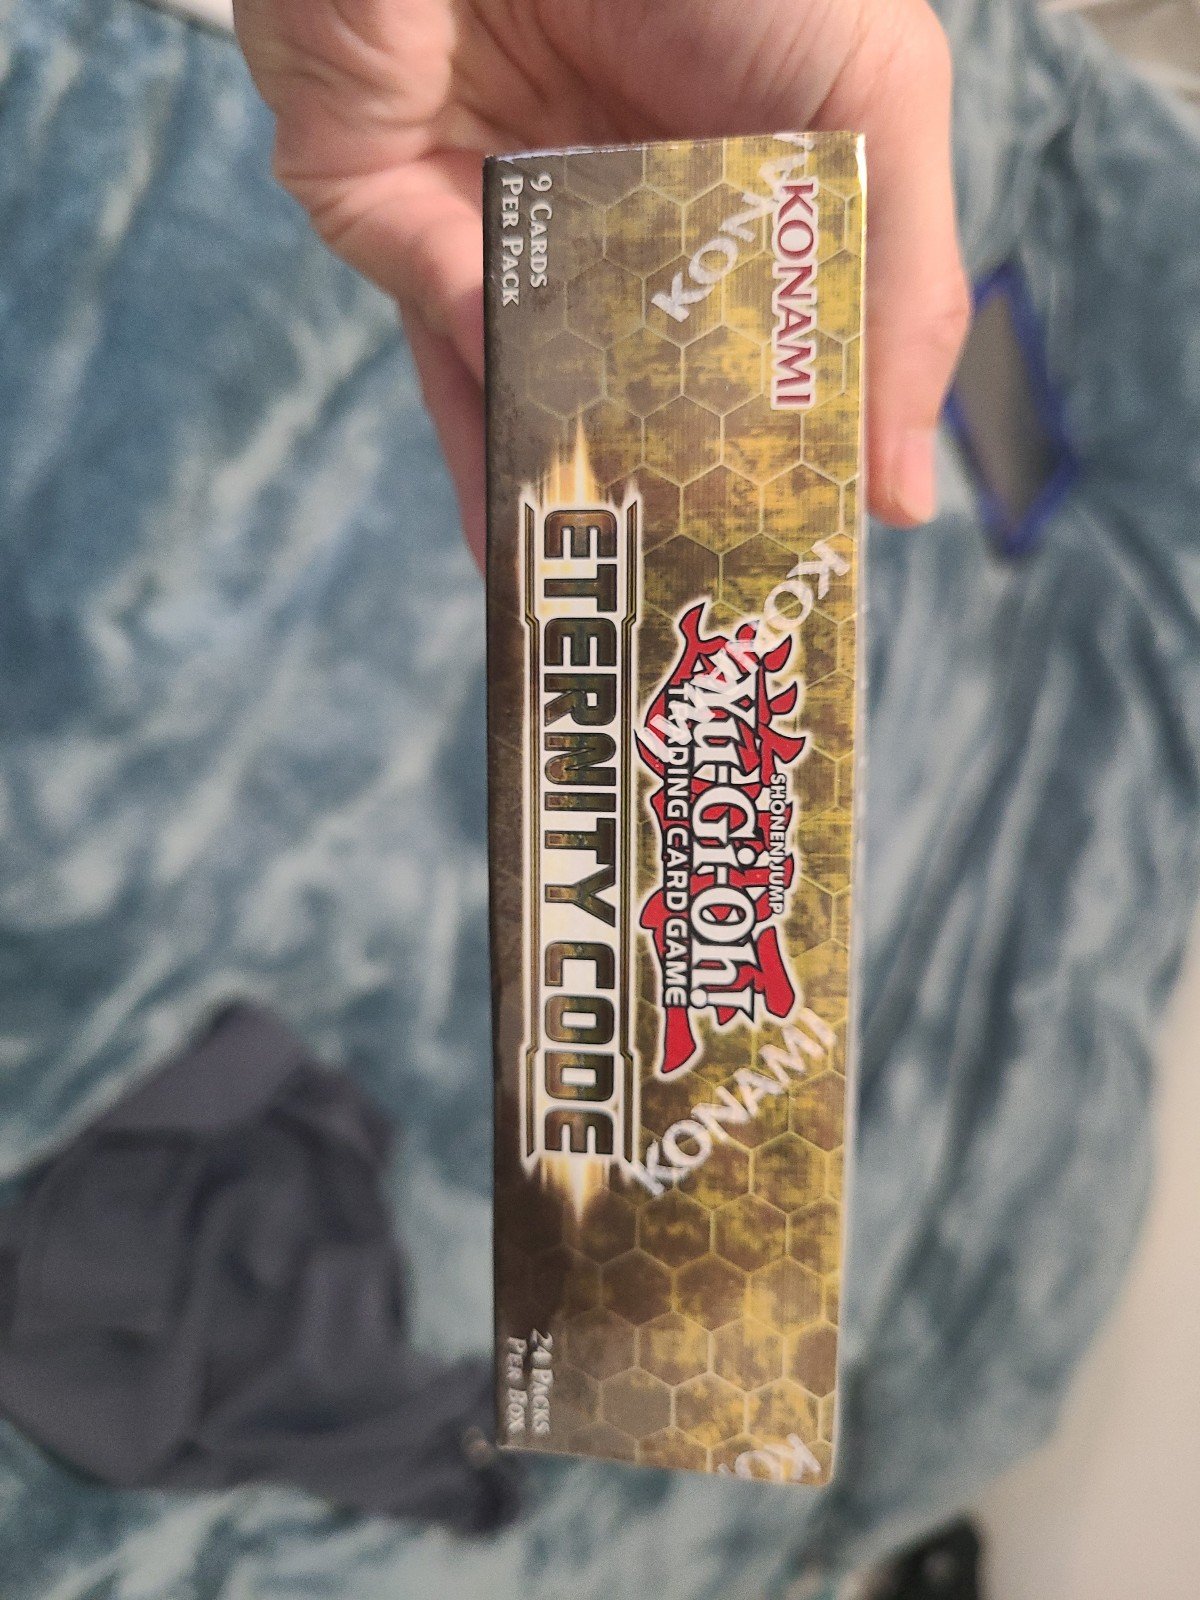 KONAMI
SHONEN JUMP
Yu-Gi-Oh!
TRADING CARD GAME
ETERNITY CODE
9 CARDS
PER PACK
24 PACKS
PER BOX
KONAMI
KONAMI
KONAMI